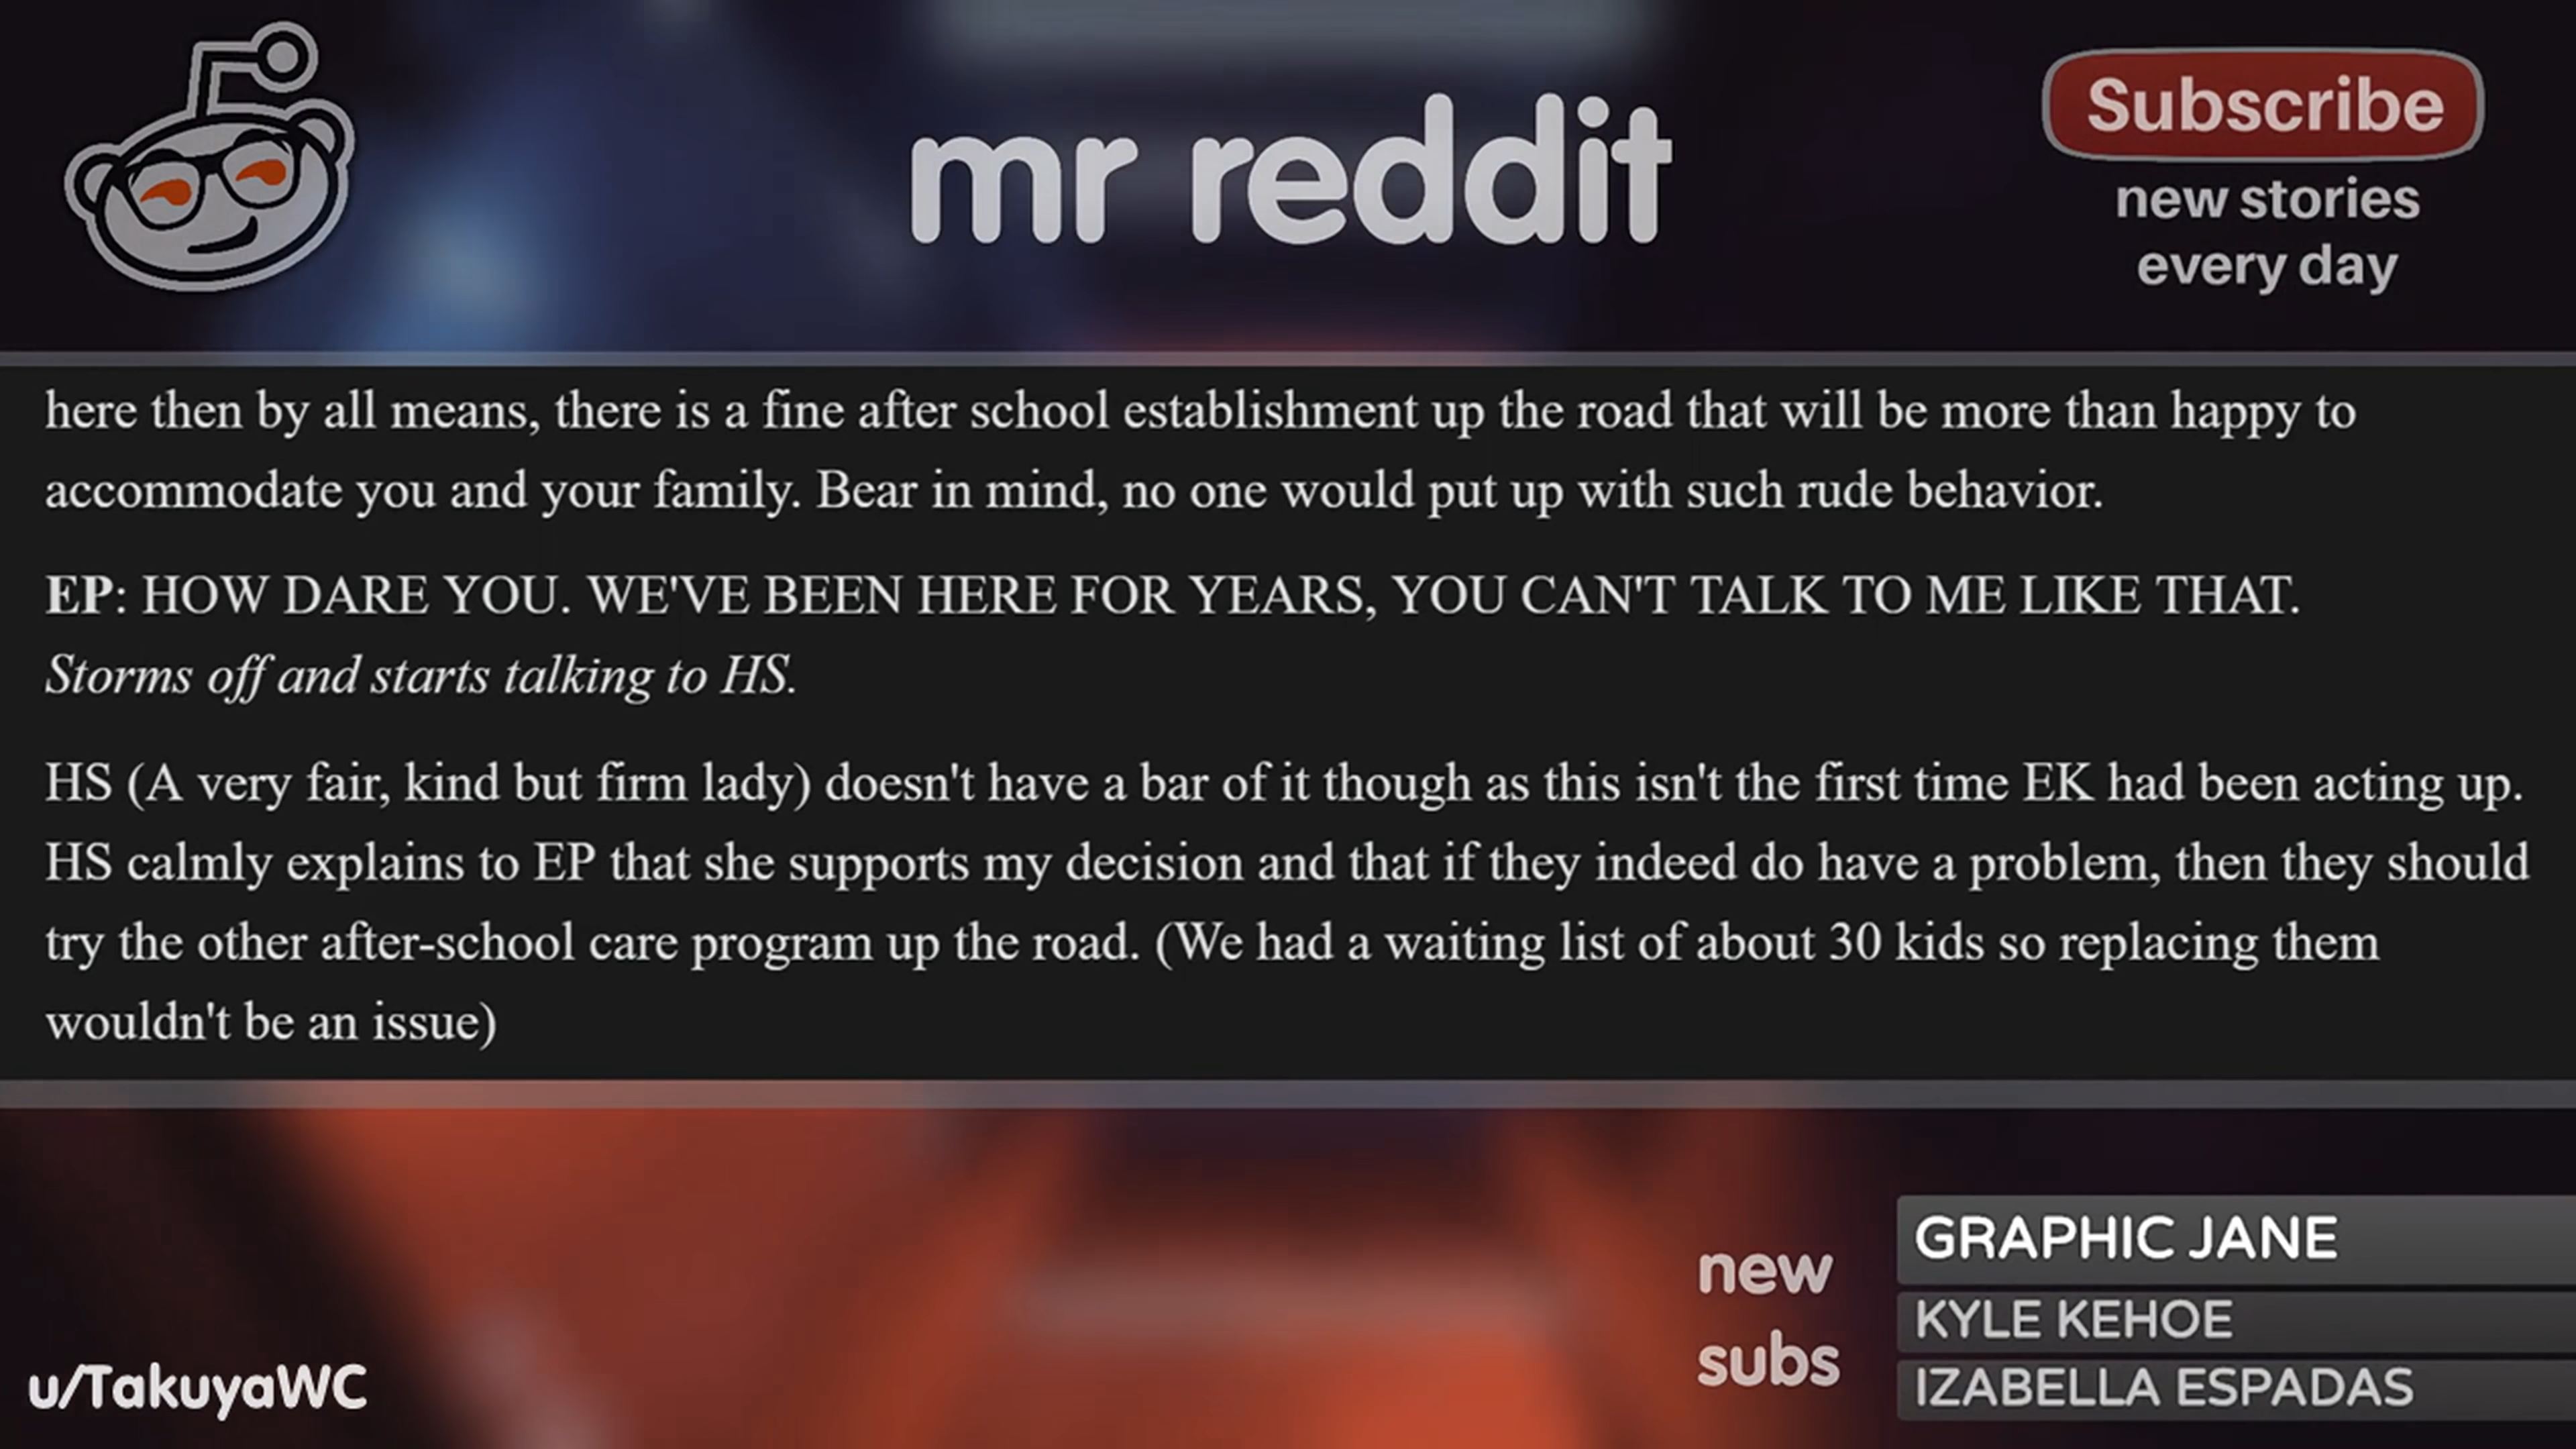 mr reddit
Subscribe
new stories
every day
here then by all means, there is a fine after school establishment up the road that will be more than happy to
accommodate you and your family. Bear in mind, no one would put up with such rude behavior.
EP: HOW DARE YOU. WE'VE BEEN HERE FOR YEARS, YOU CAN'T TALK TO ME LIKE THAT.
Storms off and starts talking to HS.
HS (A very fair, kind but firm lady) doesn't have a bar of it though as this isn't the first time EK had been acting up.
HS calmly explains to EP that she supports my decision and that if they indeed do have a problem, then they should
try the other after-school care program up the road. (We had a waiting list of about 30 kids so replacing them
wouldn't be an issue)
u/TakuyaWC
new
subs
GRAPHIC JANE
KYLE KEHOE
IZABELLA ESPADAS